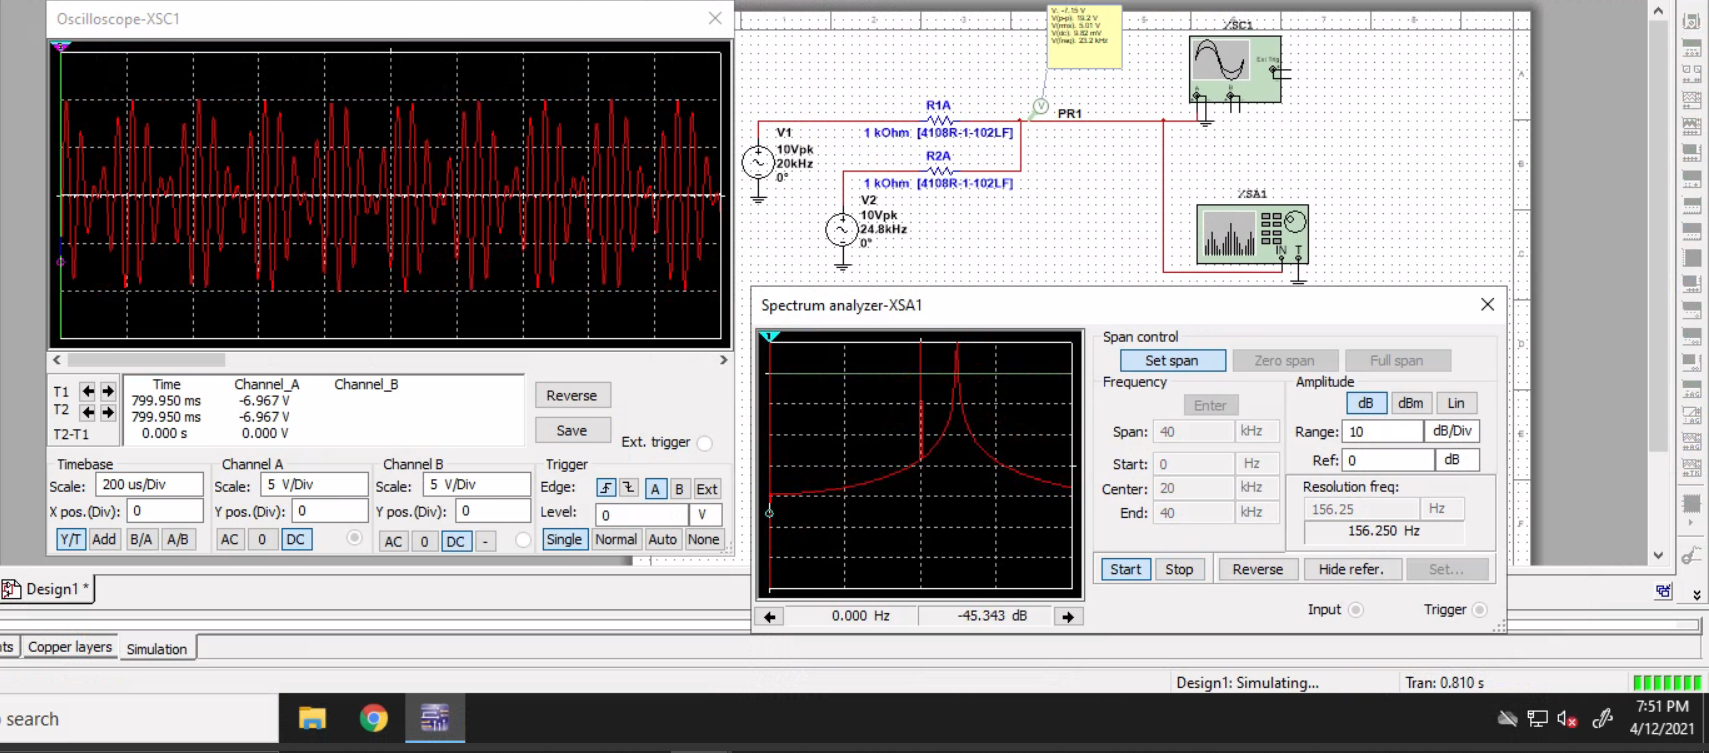 Oscilloscope-XSC1
T1
T2
T2-T1
Time Channel_A Channel_B
799.950 ms -6.967 V
799.950 ms -6.967 V
0.000 s 0.000 V
Reverse
Save
Ext. trigger
Timebase
Scale: 200 us/Div
X pos.(Div): 0
Y/T Add B/A A/B
Channel A
Scale: 5 V/Div
Y pos.(Div): 0
AC 0 DC
Channel B
Scale: 5 V/Div
Y pos.(Div): 0
AC 0 DC -
Trigger
Edge: A B Ext
Level: 0 V
Single Normal Auto None
V: -7.15 V
V(p-p): 19.2 V
V(rms): 5.01 V
V(dc): 9.82 mV
V(freq): 23.2 kHz
XSC1
Ext Trig
A B
PR1
V
R1A
1 kOhm [4108R-1-102LF]
R2A
1 kOhm [4108R-1-102LF]
V1
10Vpk
20kHz
0°
V2
10Vpk
24.8kHz
0°
XSA1
IN T
Spectrum analyzer-XSA1
1
Span control
Set span Zero span Full span
Frequency
Enter
Span: 40 kHz
Start: 0 Hz
Center: 20 kHz
End: 40 kHz
Amplitude
dB dBm Lin
Range: 10 dB/Div
Ref: 0 dB
Resolution freq:
156.25 Hz
156.250 Hz
Start Stop Reverse Hide refer. Set...
0.000 Hz -45.343 dB
Input Trigger
Design1 *
nts Copper layers Simulation
Design1: Simulating... Tran: 0.810 s
search
7:51 PM
4/12/2021